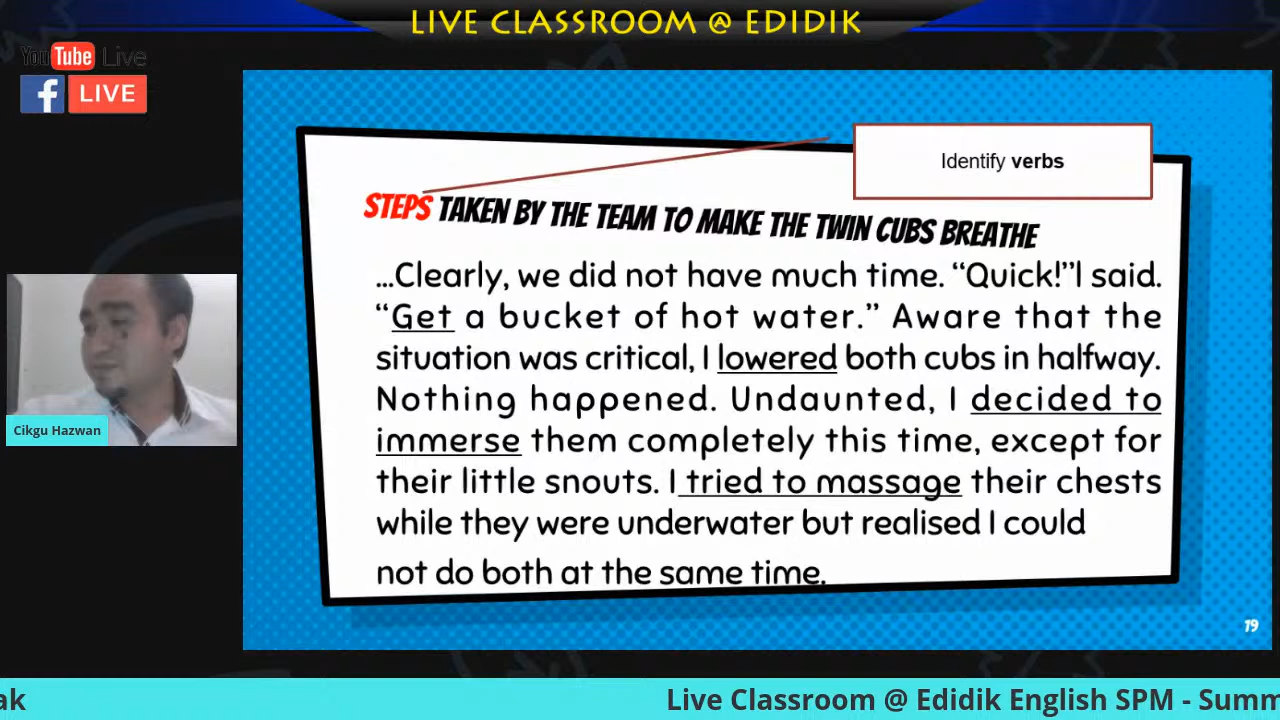 LIVE CLASSROOM @ EDIDIK
YouTube Live
f LIVE
Identify verbs
STEPS TAKEN BY THE TEAM TO MAKE THE TWIN CUBS BREATHE
…Clearly, we did not have much time. “Quick!”I said.
“Get a bucket of hot water.” Aware that the
situation was critical, I lowered both cubs in halfway.
Nothing happened. Undaunted, I decided to
immerse them completely this time, except for
their little snouts. I tried to massage their chests
while they were underwater but realised I could
not do both at the same time.
Cikgu Hazwan
19
ak
Live Classroom @ Edidik English SPM - Summ